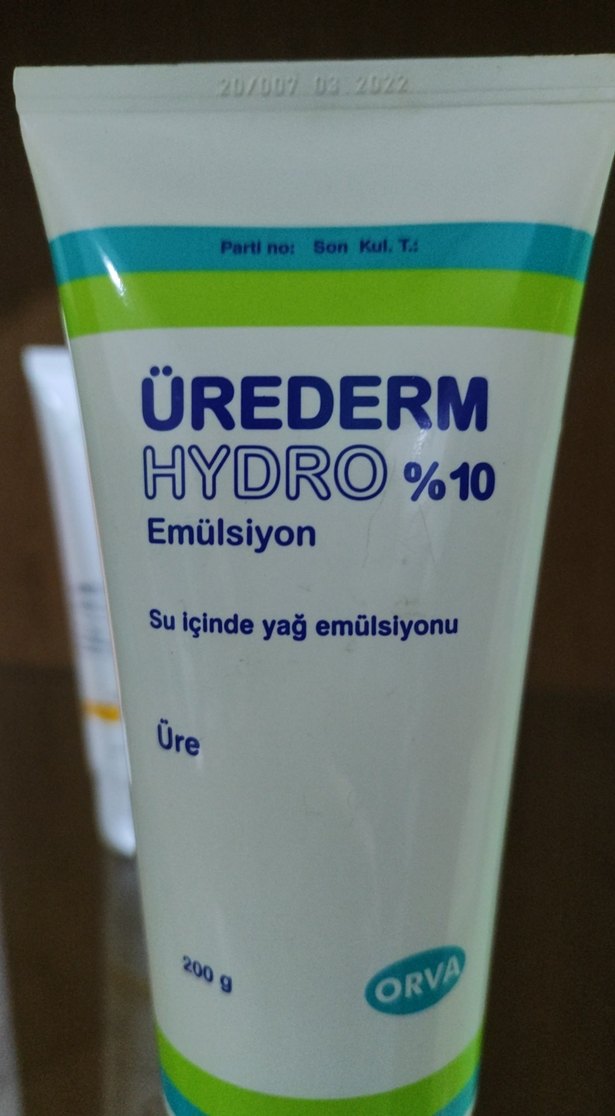 20/007 03 2022
Parti no: Son Kul. T.:
ÜREDERM
HYDRO %10
Emülsiyon
Su içinde yağ emülsiyonu
Üre
200 g
ORVA